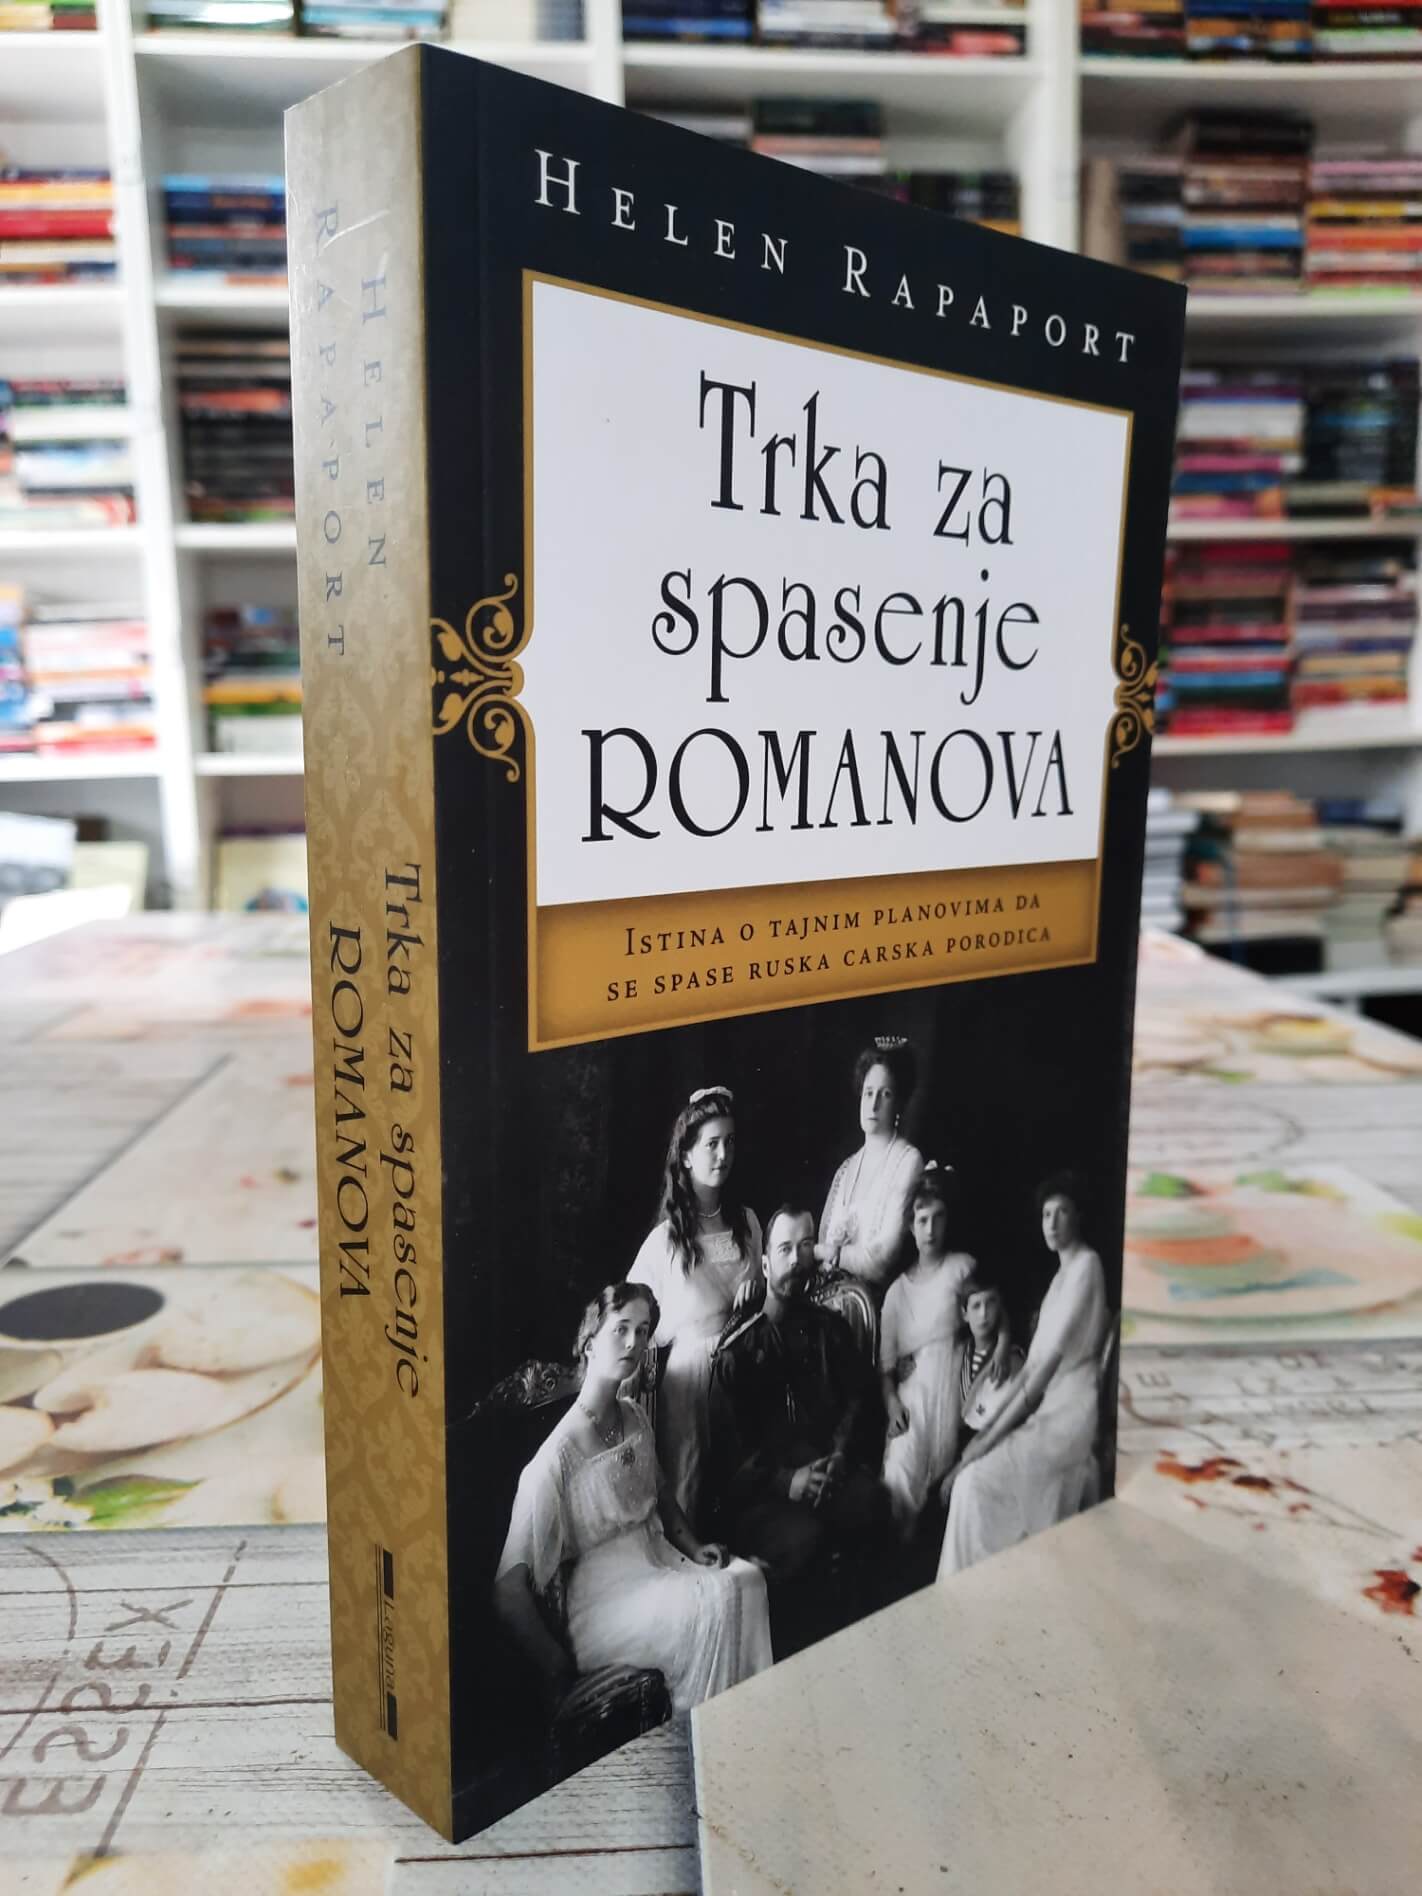 HELEN RAPAPORT
Trka za
spasenje
ROMANOVA
ISTINA O TAJNIM PLANOVIMA DA
SE SPASE RUSKA CARSKA PORODICA
HELEN
RAPAPORT
Trka za spasenje
ROMANOVA
Laguna
ESSEX